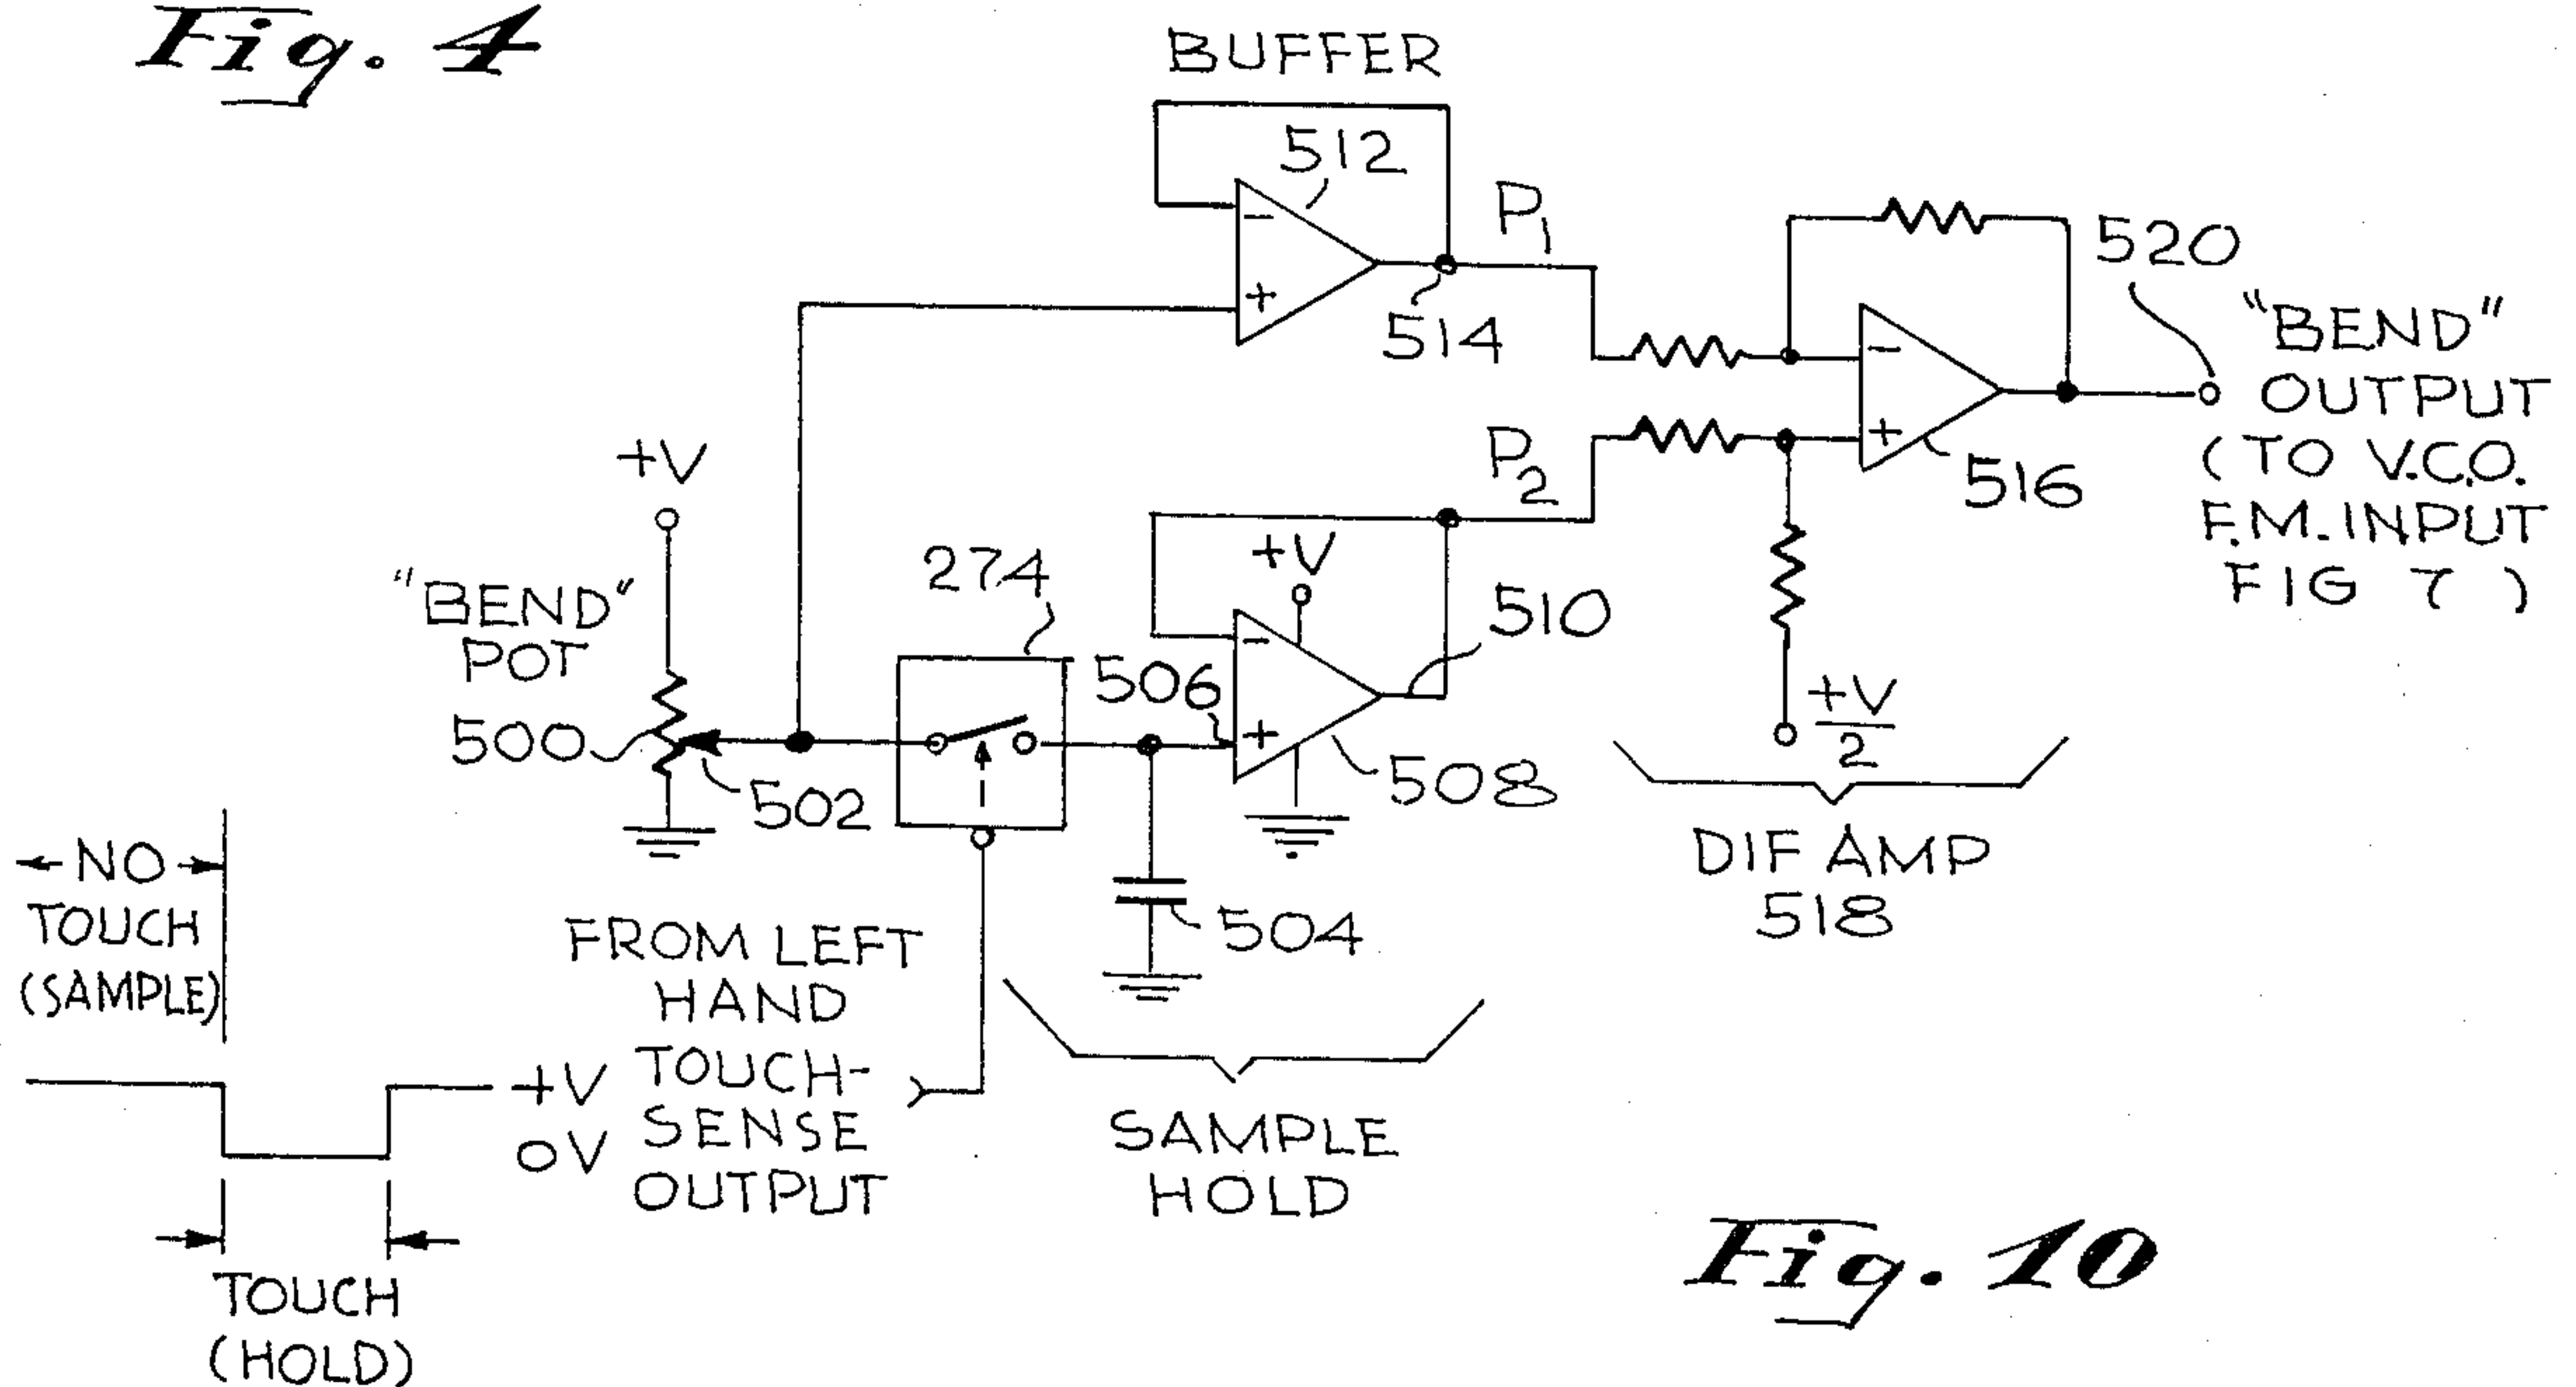 Fig. 4
BUFFER
512
P1
514
520
"BEND"
OUTPUT
(TO V.C.O.
F.M. INPUT
FIG 7 )
P2
516
+V
"BEND"
POT
500
502
274
+V
506
510
508
+V
2
DIF AMP
518
504
NO
TOUCH
(SAMPLE)
FROM LEFT
HAND
TOUCH-
SENSE
OUTPUT
+V
0V
SAMPLE
HOLD
TOUCH
(HOLD)
Fig. 10